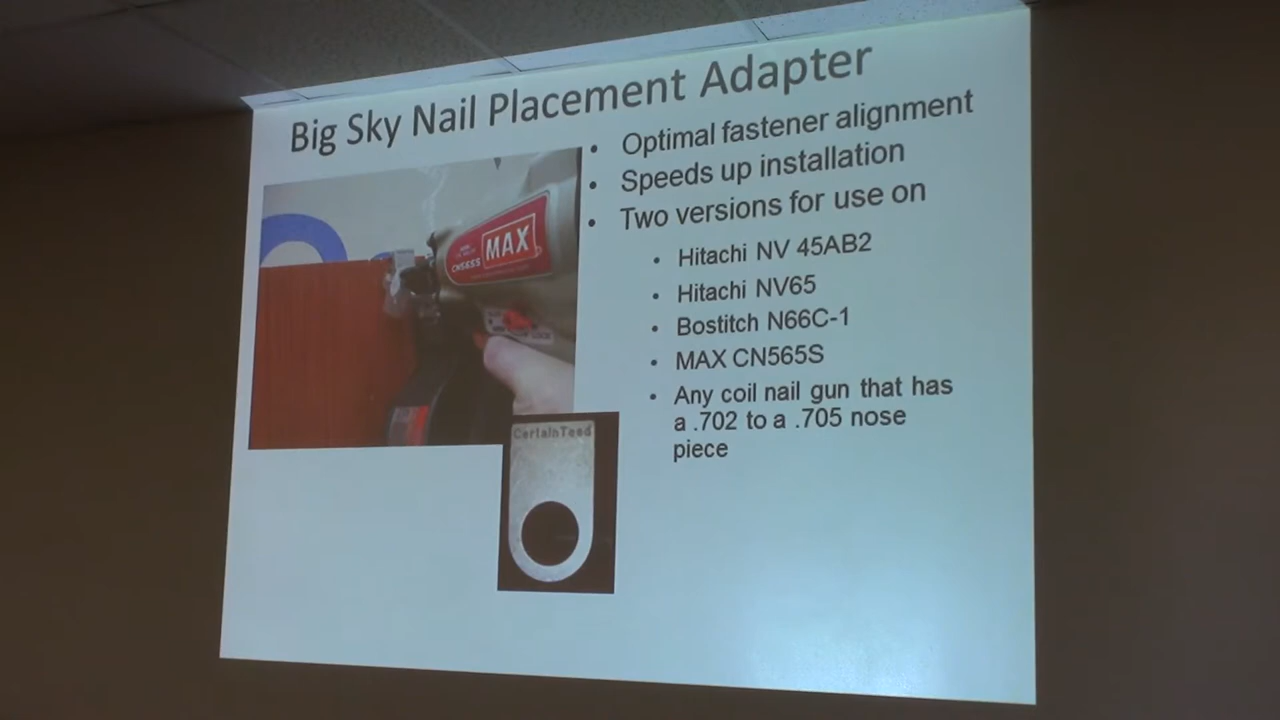 Big Sky Nail Placement Adapter
• Optimal fastener alignment
• Speeds up installation
• Two versions for use on
• Hitachi NV 45AB2
• Hitachi NV65
• Bostitch N66C-1
• MAX CN565S
• Any coil nail gun that has
a .702 to a .705 nose
piece
MAX
CN565S
CertainTeed